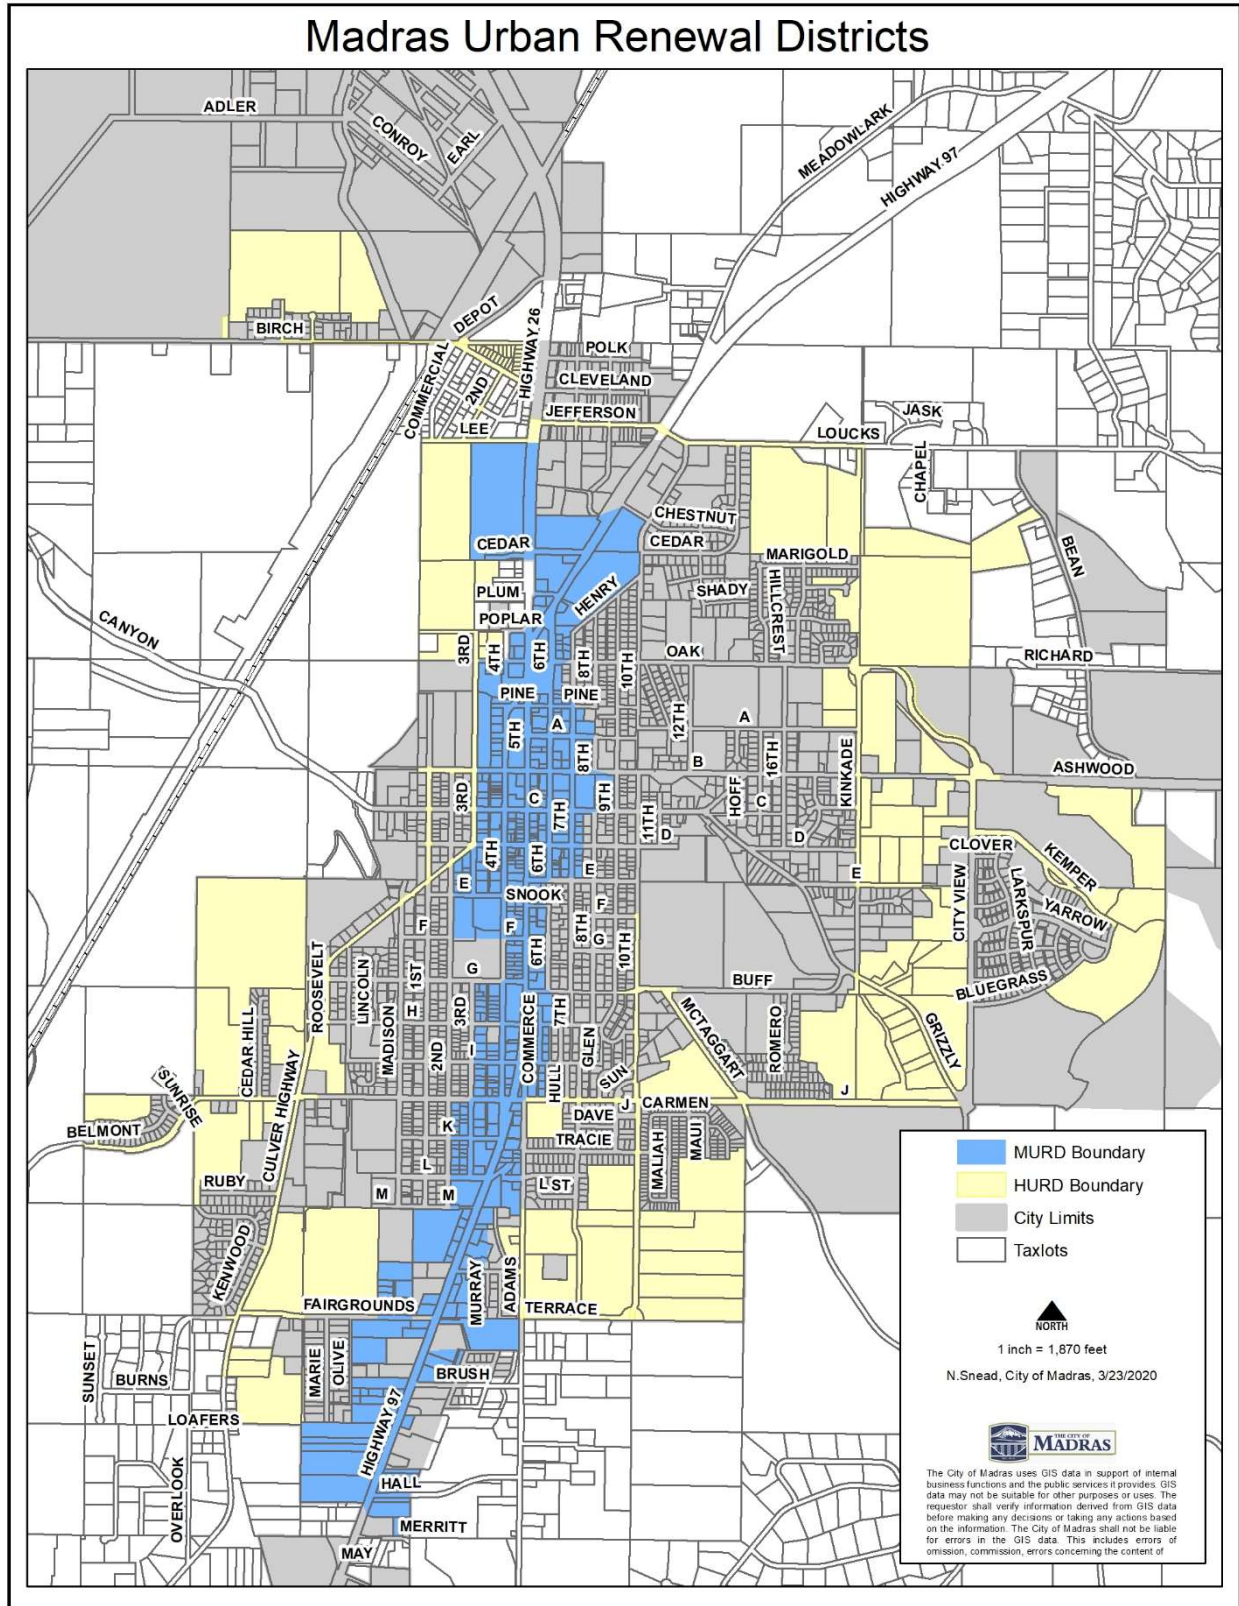 Madras Urban Renewal Districts
ADLER
CONROY
EARL
MEADOWLARK
HIGHWAY 97
DEPOT
BIRCH
HIGHWAY 26
COMMERCIAL
2ND
LEE
POLK
CLEVELAND
JEFFERSON
JASK
LOUCKS
CHAPEL
CHESTNUT
CEDAR
CEDAR
BEAN
MARIGOLD
PLUM
HENRY
SHADY
HILLCREST
POPLAR
CANYON
3RD
4TH
6TH
8TH
10TH
OAK
RICHARD
PINE
PINE
5TH
A
12TH
A
8TH
B
16TH
KINKADE
ASHWOOD
3RD
C
7TH
9TH
HOFF
C
11TH
D
D
4TH
6TH
E
E
E
CLOVER
KEMPER
SNOOK
CITY VIEW
LARKSPUR
YARROW
F
F
F
8TH
G
10TH
6TH
G
ROOSEVELT
LINCOLN
1ST
BUFF
BLUEGRASS
MADISON
H
3RD
COMMERCE
7TH
MCTAGGART
ROMERO
GRIZZLY
CEDAR HILL
2ND
I
GLEN
SUN
HULL
SUNRISE
CULVER HIGHWAY
J
CARMEN
J
DAVE
BELMONT
K
TRACIE
MALIAH
MAUI
L
L ST
RUBY
M
M
KENWOOD
MURRAY
ADAMS
FAIRGROUNDS
TERRACE
SUNSET
MARIE
OLIVE
BURNS
BRUSH
LOAFERS
HIGHWAY 97
OVERLOOK
HALL
MERRITT
MAY
MURD Boundary
HURD Boundary
City Limits
Taxlots
NORTH
1 inch = 1,870 feet
N.Snead, City of Madras, 3/23/2020
THE CITY OF
MADRAS
The City of Madras uses GIS data in support of internal
business functions and the public services it provides. GIS
data may not be suitable for other purposes or uses. The
requestor shall verify information derived from GIS data
before making any decisions or taking any actions based
on the information. The City of Madras shall not be liable
for errors in the GIS data. This includes errors of
omission, commission, errors concerning the content of